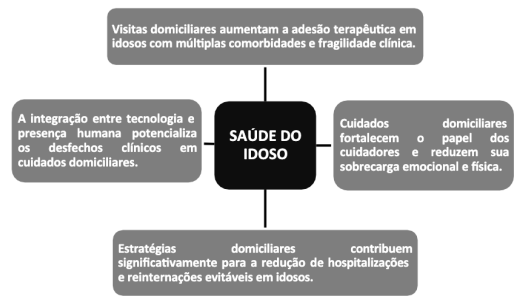 Visitas domiciliares aumentam a adesão terapêutica em
idosos com múltiplas comorbidades e fragilidade clínica.
A integração entre tecnologia e
presença humana potencializa
os desfechos clínicos em
cuidados domiciliares.
SAÚDE DO
IDOSO
Cuidados domiciliares
fortalecem o papel dos
cuidadores e reduzem sua
sobrecarga emocional e física.
Estratégias domiciliares contribuem
significativamente para a redução de hospitalizações
e reinternações evitáveis em idosos.